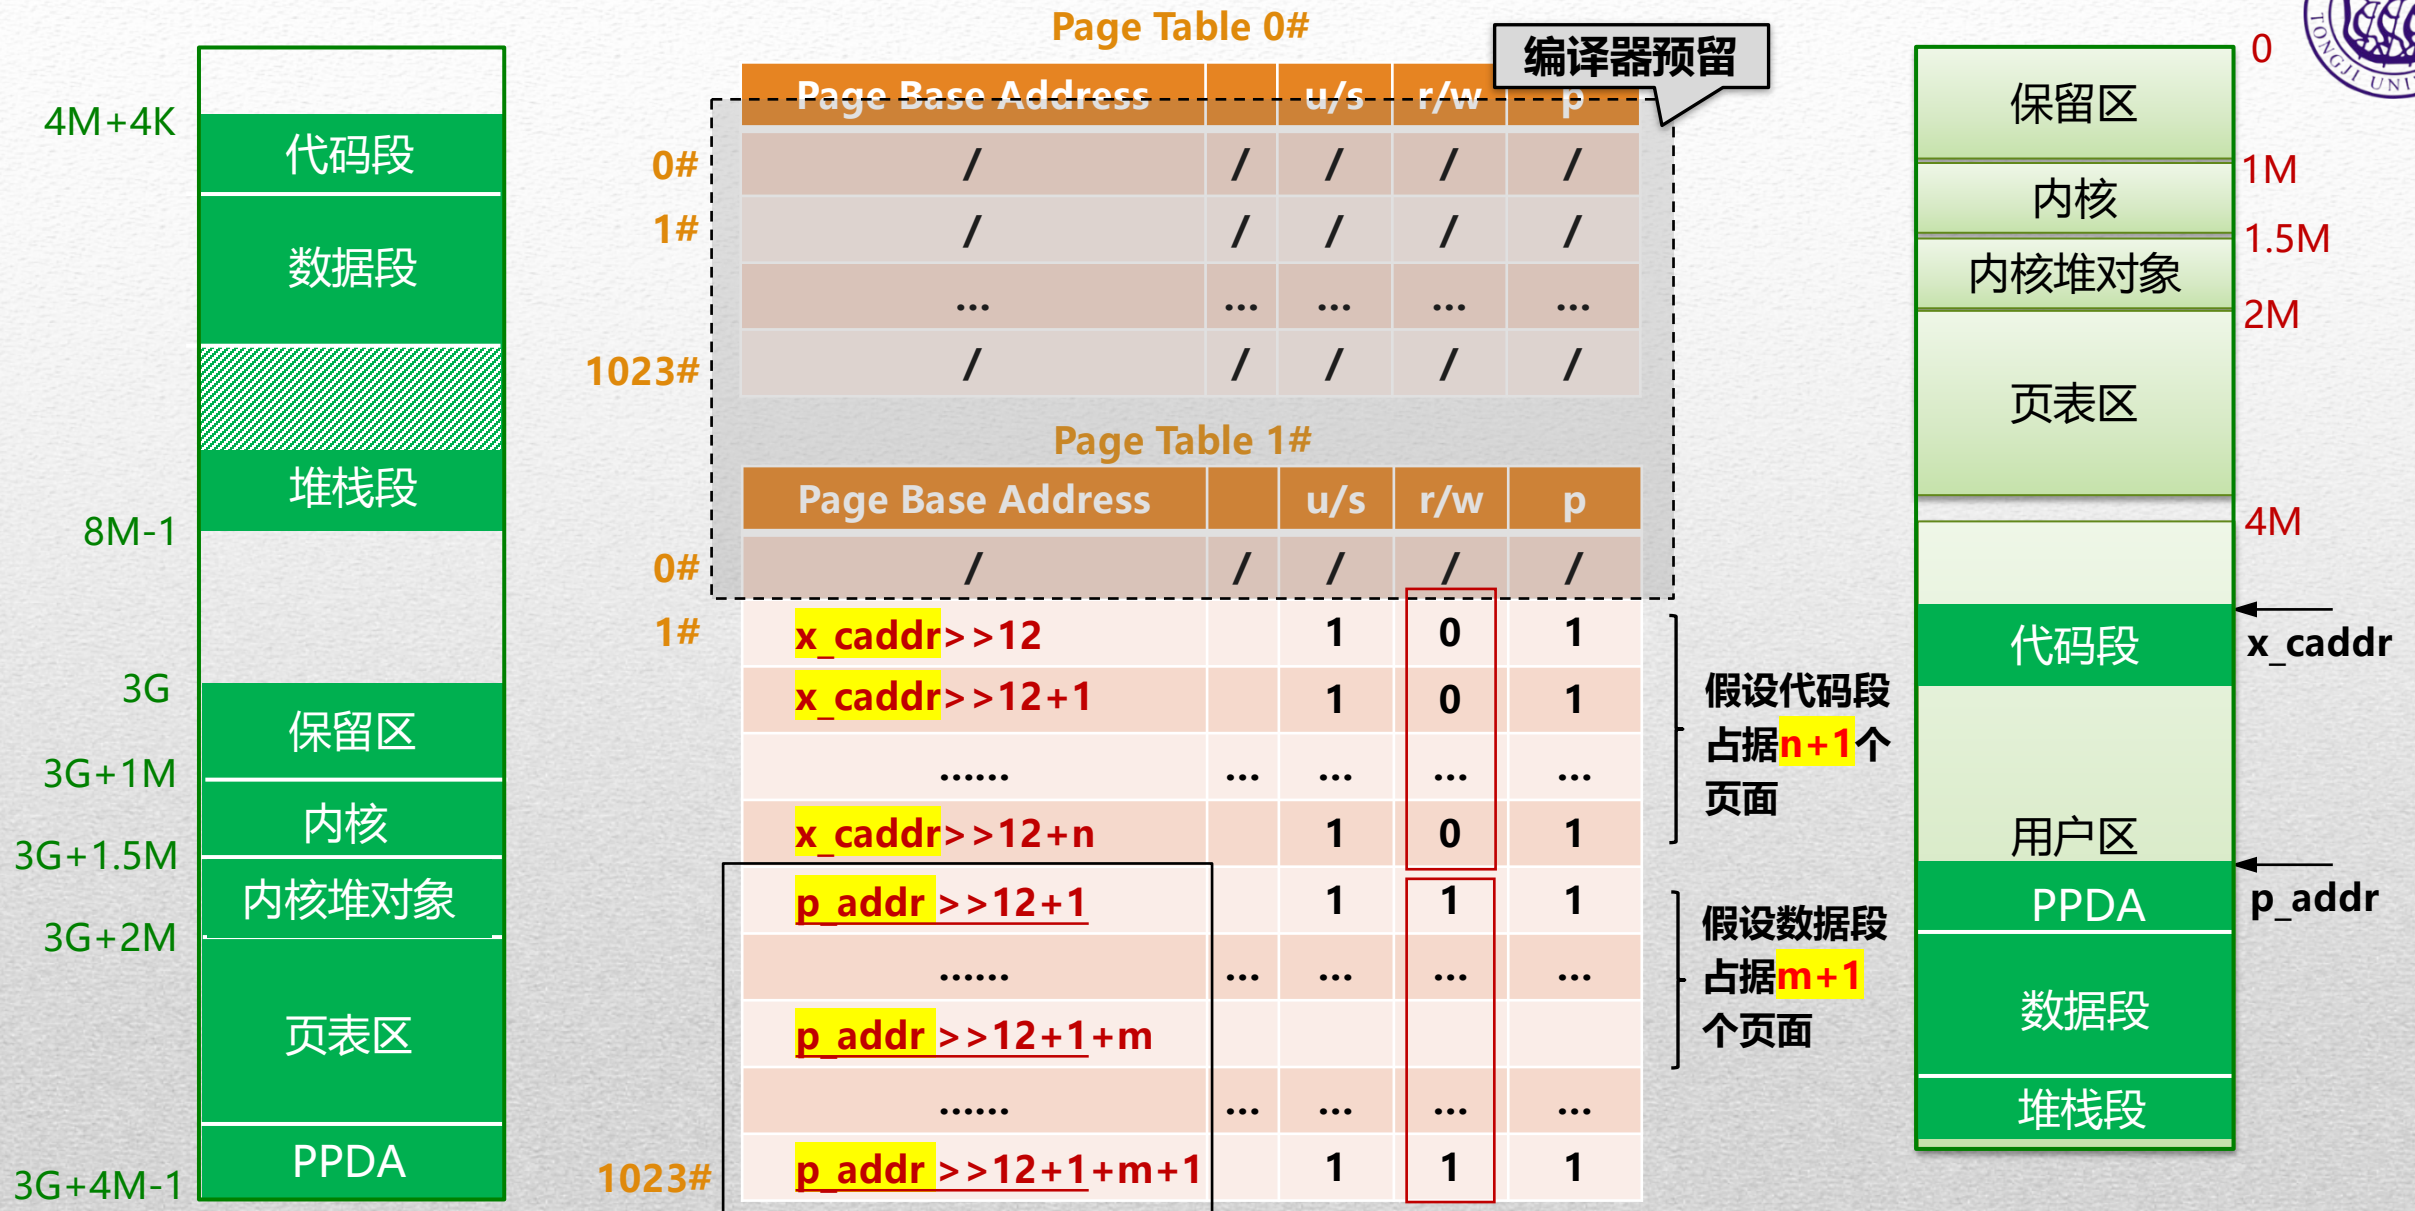 4M+4K
代码段
数据段
堆栈段
8M-1
3G
保留区
3G+1M
内核
3G+1.5M
内核堆对象
3G+2M
页表区
PPDA
3G+4M-1
Page Table 0#
编译器预留
Page Base Address u/s r/w p
0# / / / / /
1# / / / / /
... ... ... ... ...
1023# / / / / /
Page Table 1#
Page Base Address u/s r/w p
0# / / / / /
1# x_caddr>>12 1 0 1
x_caddr>>12+1 1 0 1
...... ... ... ... ...
x_caddr>>12+n 1 0 1
p_addr >>12+1 1 1 1
...... ... ... ... ...
p_addr >>12+1+m
...... ... ... ... ...
1023# p_addr >>12+1+m+1 1 1 1
假设代码段
占据n+1个
页面
假设数据段
占据m+1
个页面
0
保留区
1M
内核
1.5M
内核堆对象
2M
页表区
4M
代码段
x_caddr
用户区
p_addr
PPDA
数据段
堆栈段
TONGJI UNI